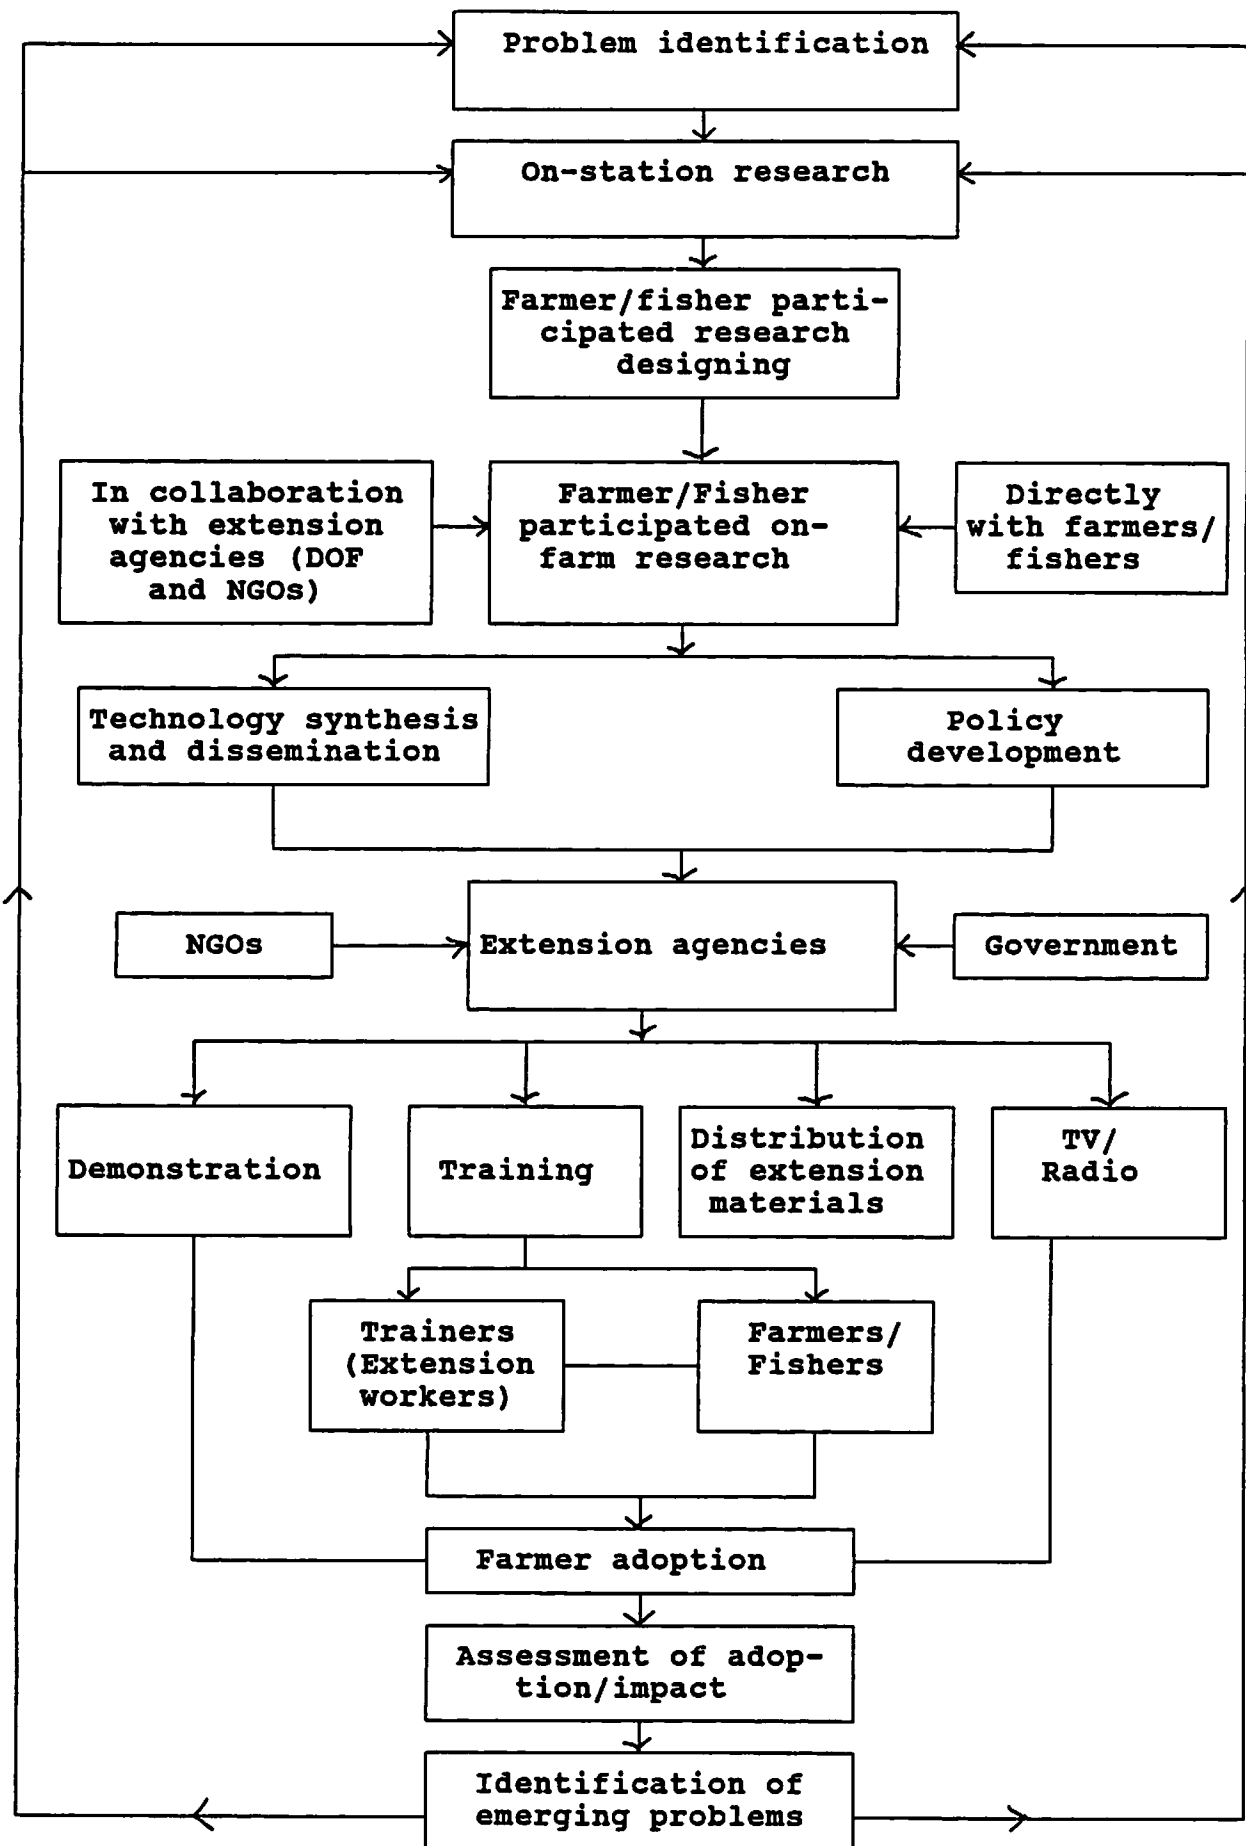 Problem identification
On-station research
Farmer/fisher parti-
cipated research
designing
In collaboration
with extension
agencies (DOF
and NGOs)
Farmer/Fisher
participated on-
farm research
Directly
with farmers/
fishers
Technology synthesis
and dissemination
Policy
development
NGOs
Extension agencies
Government
Demonstration
Training
Distribution
of extension
materials
TV/
Radio
Trainers
(Extension
workers)
Farmers/
Fishers
Farmer adoption
Assessment of adop-
tion/impact
Identification of
emerging problems